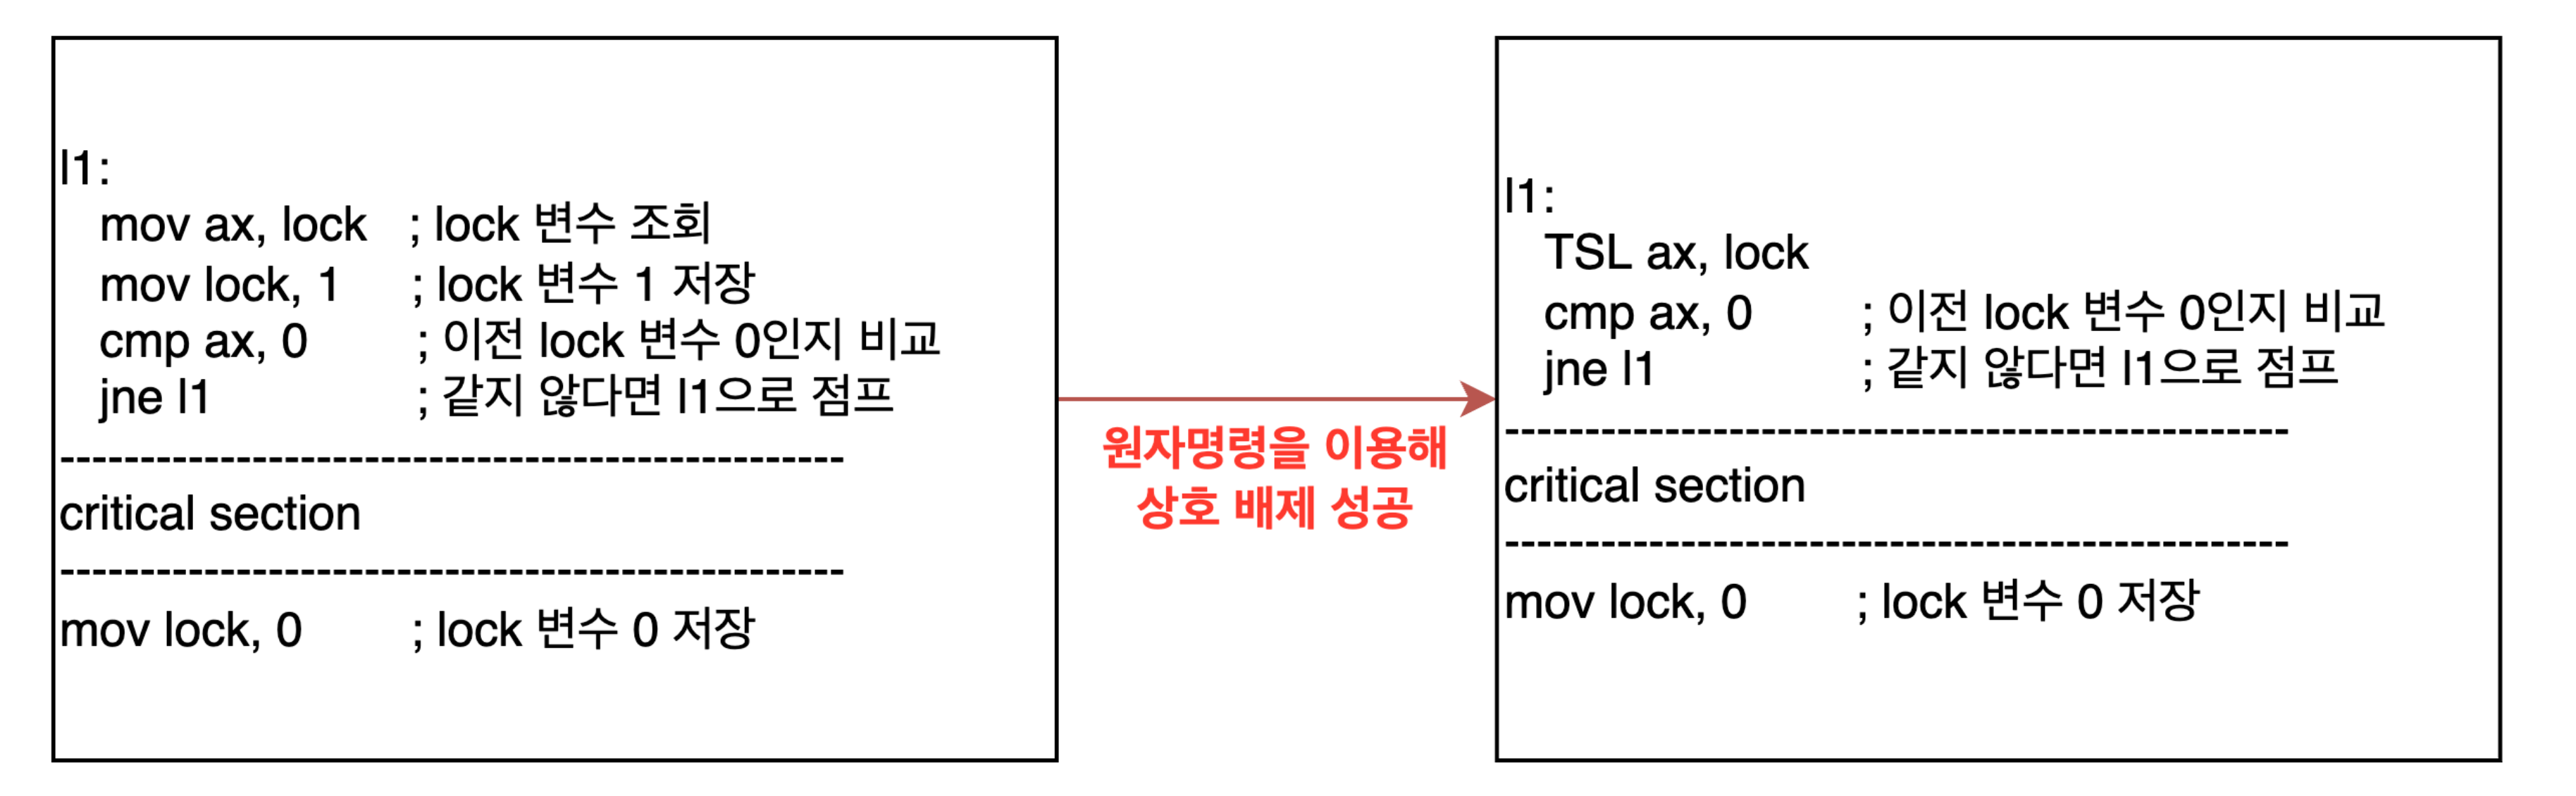 l1:
mov ax, lock ; lock 변수 조회
mov lock, 1 ; lock 변수 1 저장
cmp ax, 0 ; 이전 lock 변수 0인지 비교
jne l1 ; 같지 않다면 l1으로 점프
-------------------------------------------------
critical section
-------------------------------------------------
mov lock, 0 ; lock 변수 0 저장
원자명령을 이용해
상호 배제 성공
l1:
TSL ax, lock
cmp ax, 0 ; 이전 lock 변수 0인지 비교
jne l1 ; 같지 않다면 l1으로 점프
-------------------------------------------------
critical section
-------------------------------------------------
mov lock, 0 ; lock 변수 0 저장